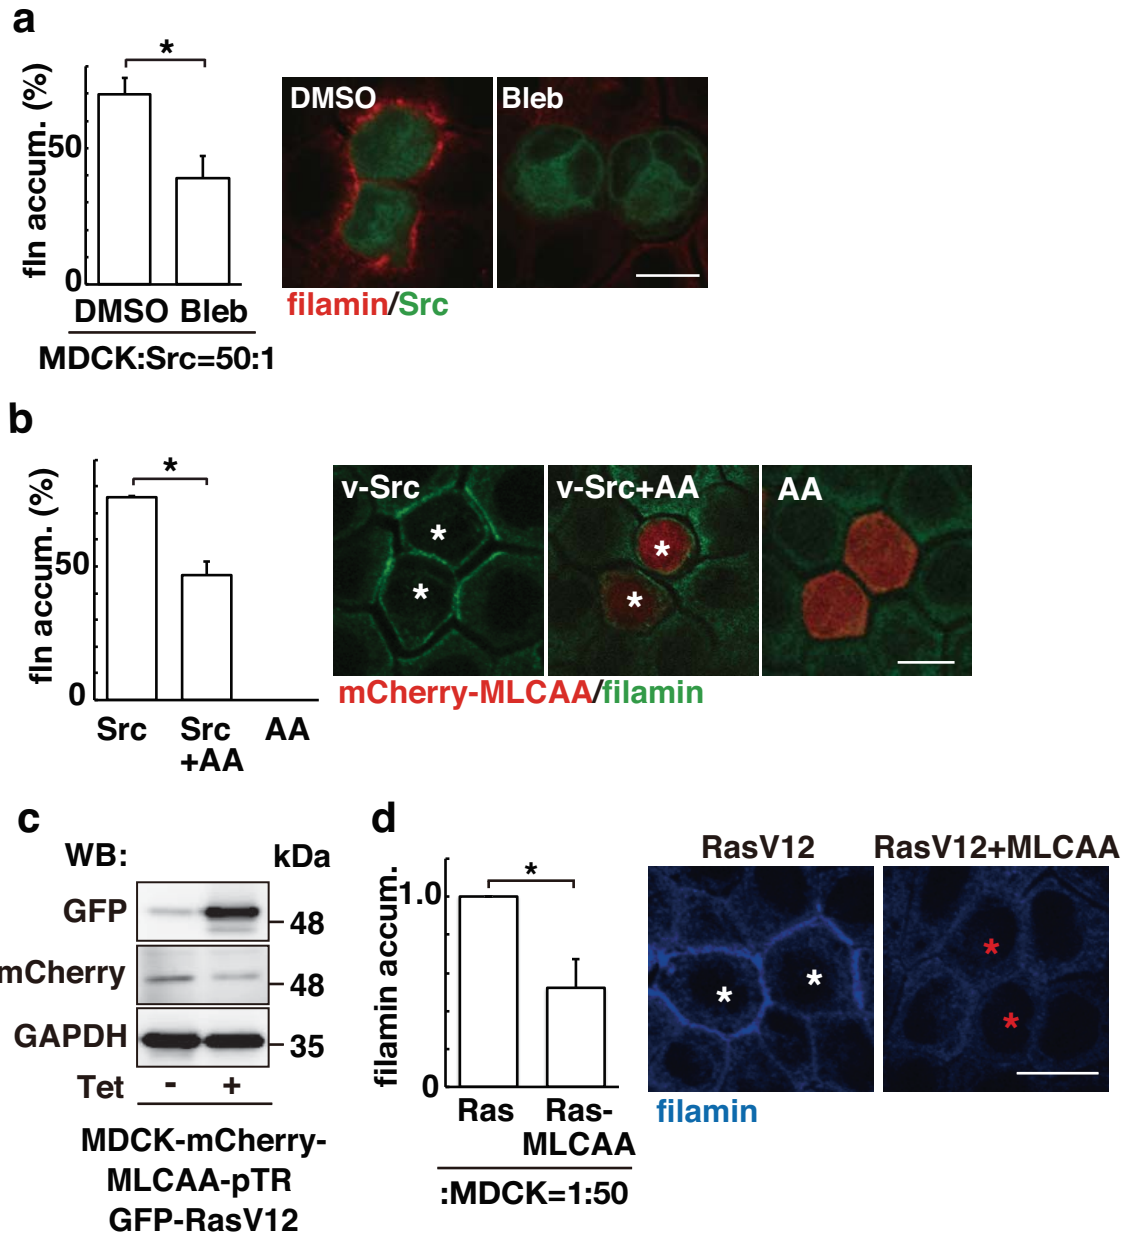 a
*
fln accum. (%)
50
0
DMSO Bleb
MDCK:Src=50:1
DMSO
Bleb
filamin/Src
b
*
fln accum. (%)
50
0
Src Src AA
+AA
v-Src
*
*
v-Src+AA
*
*
AA
mCherry-MLCAA/filamin
c
WB: kDa
GFP 48
mCherry 48
GAPDH 35
Tet - +
MDCK-mCherry-
MLCAA-pTR
GFP-RasV12
d
*
filamin accum.
1.0
0
Ras Ras-
MLCAA
:MDCK=1:50
RasV12
*
*
RasV12+MLCAA
*
*
filamin